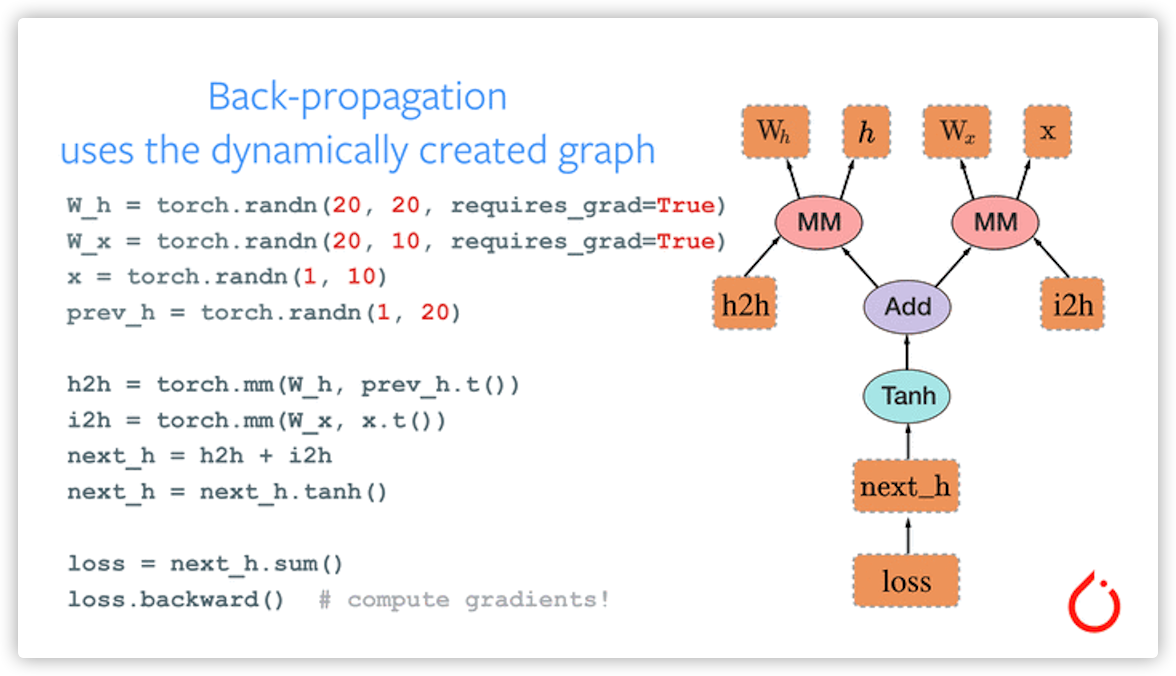 Back-propagation
uses the dynamically created graph
W_h = torch.randn(20, 20, requires_grad=True)
W_x = torch.randn(20, 10, requires_grad=True)
x = torch.randn(1, 10)
prev_h = torch.randn(1, 20)
h2h = torch.mm(W_h, prev_h.t())
i2h = torch.mm(W_x, x.t())
next_h = h2h + i2h
next_h = next_h.tanh()
loss = next_h.sum()
loss.backward()  # compute gradients!
W_h h W_x x
MM MM
h2h Add i2h
Tanh
next_h
loss